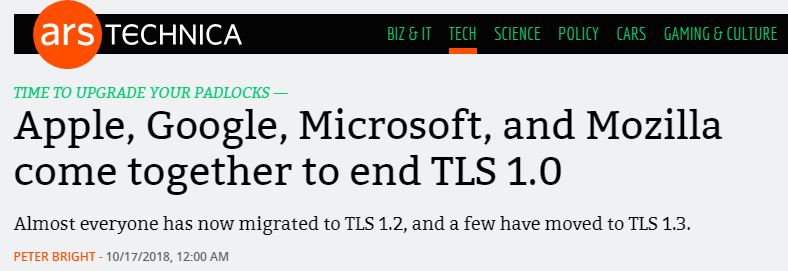 ars TECHNICA BIZ & IT TECH SCIENCE POLICY CARS GAMING & CULTURE
TIME TO UPGRADE YOUR PADLOCKS —
Apple, Google, Microsoft, and Mozilla
come together to end TLS 1.0
Almost everyone has now migrated to TLS 1.2, and a few have moved to TLS 1.3.
PETER BRIGHT - 10/17/2018, 12:00 AM